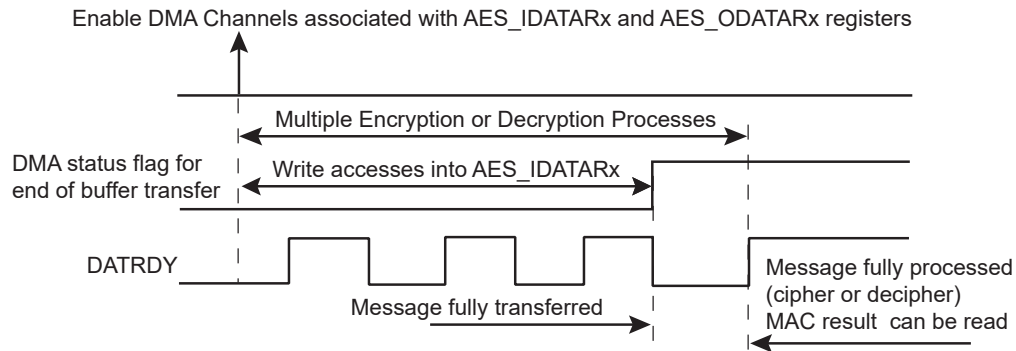 Enable DMA Channels associated with AES_IDATARx and AES_ODATARx registers
Multiple Encryption or Decryption Processes
DMA status flag for
end of buffer transfer
Write accesses into AES_IDATARx
DATRDY
Message fully transferred
Message fully processed
(cipher or decipher)
MAC result can be read